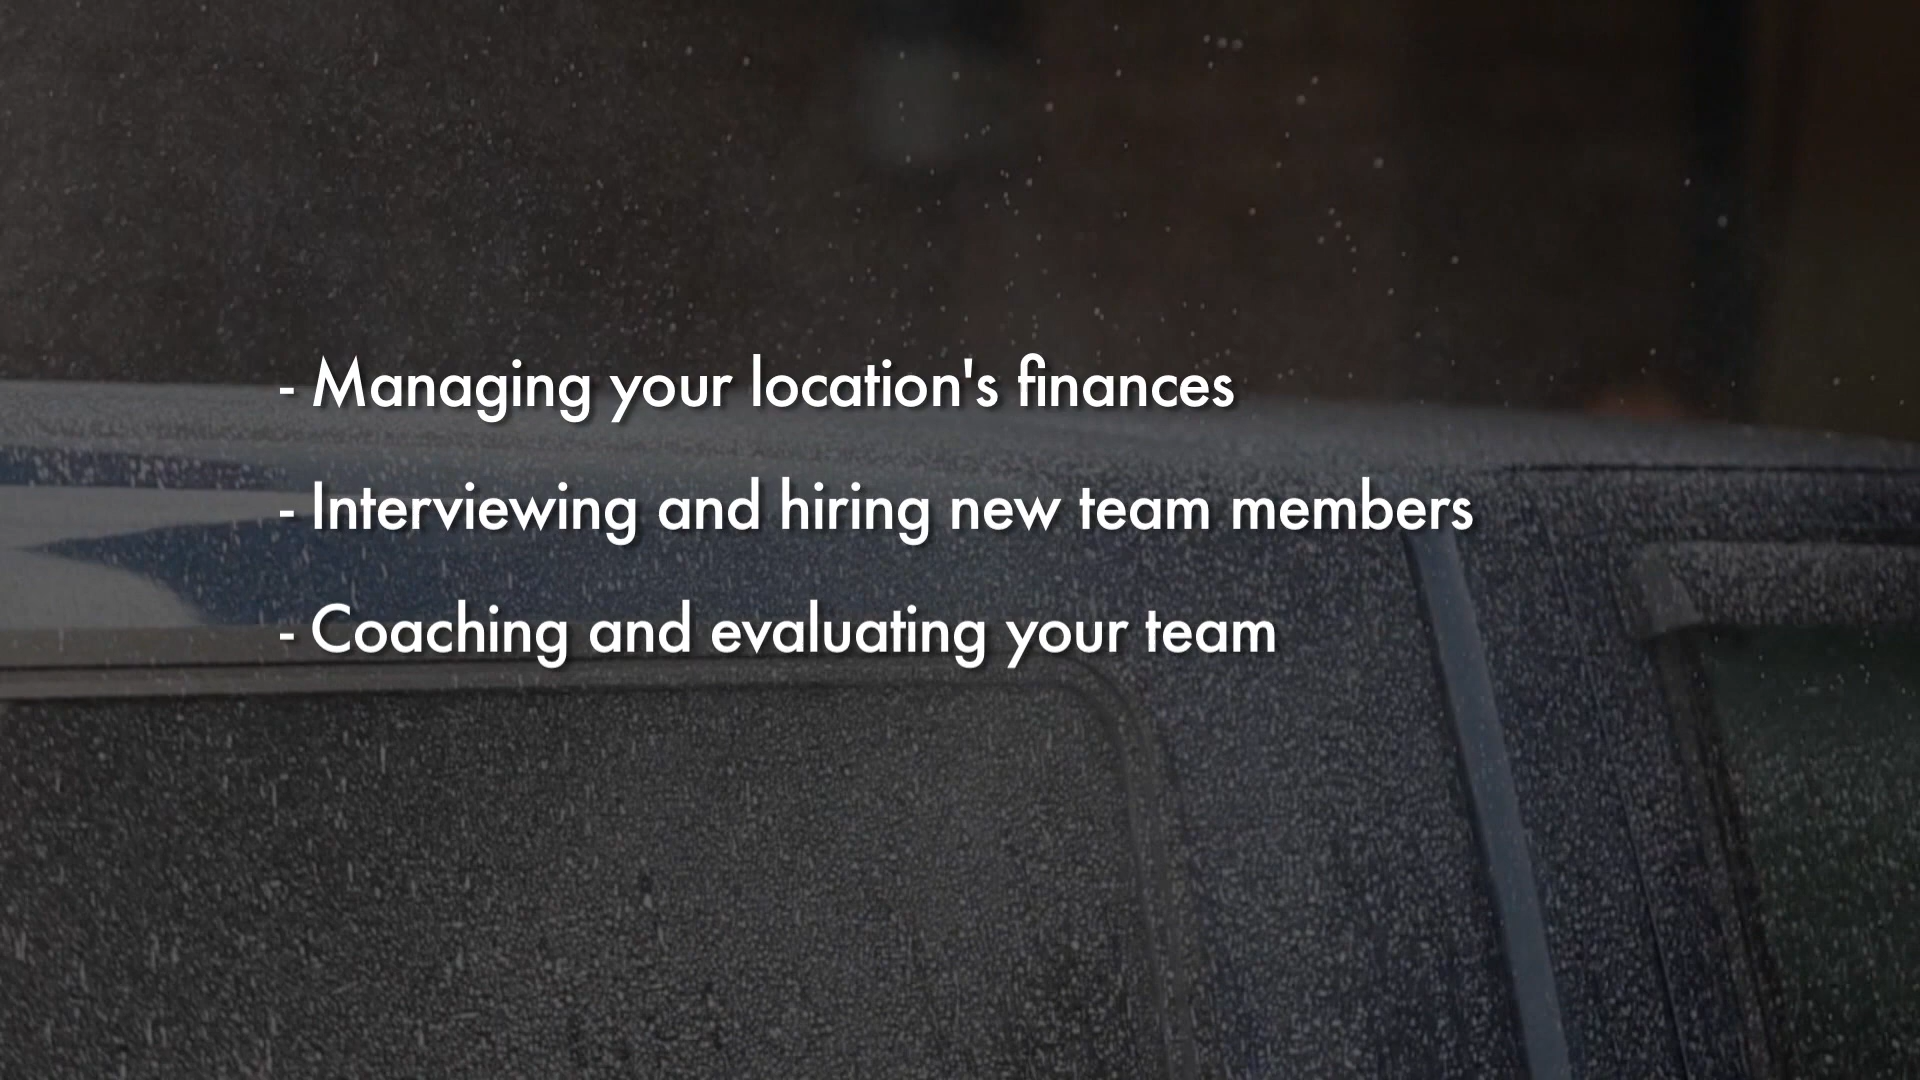 - Managing your location's finances
- Interviewing and hiring new team members
- Coaching and evaluating your team